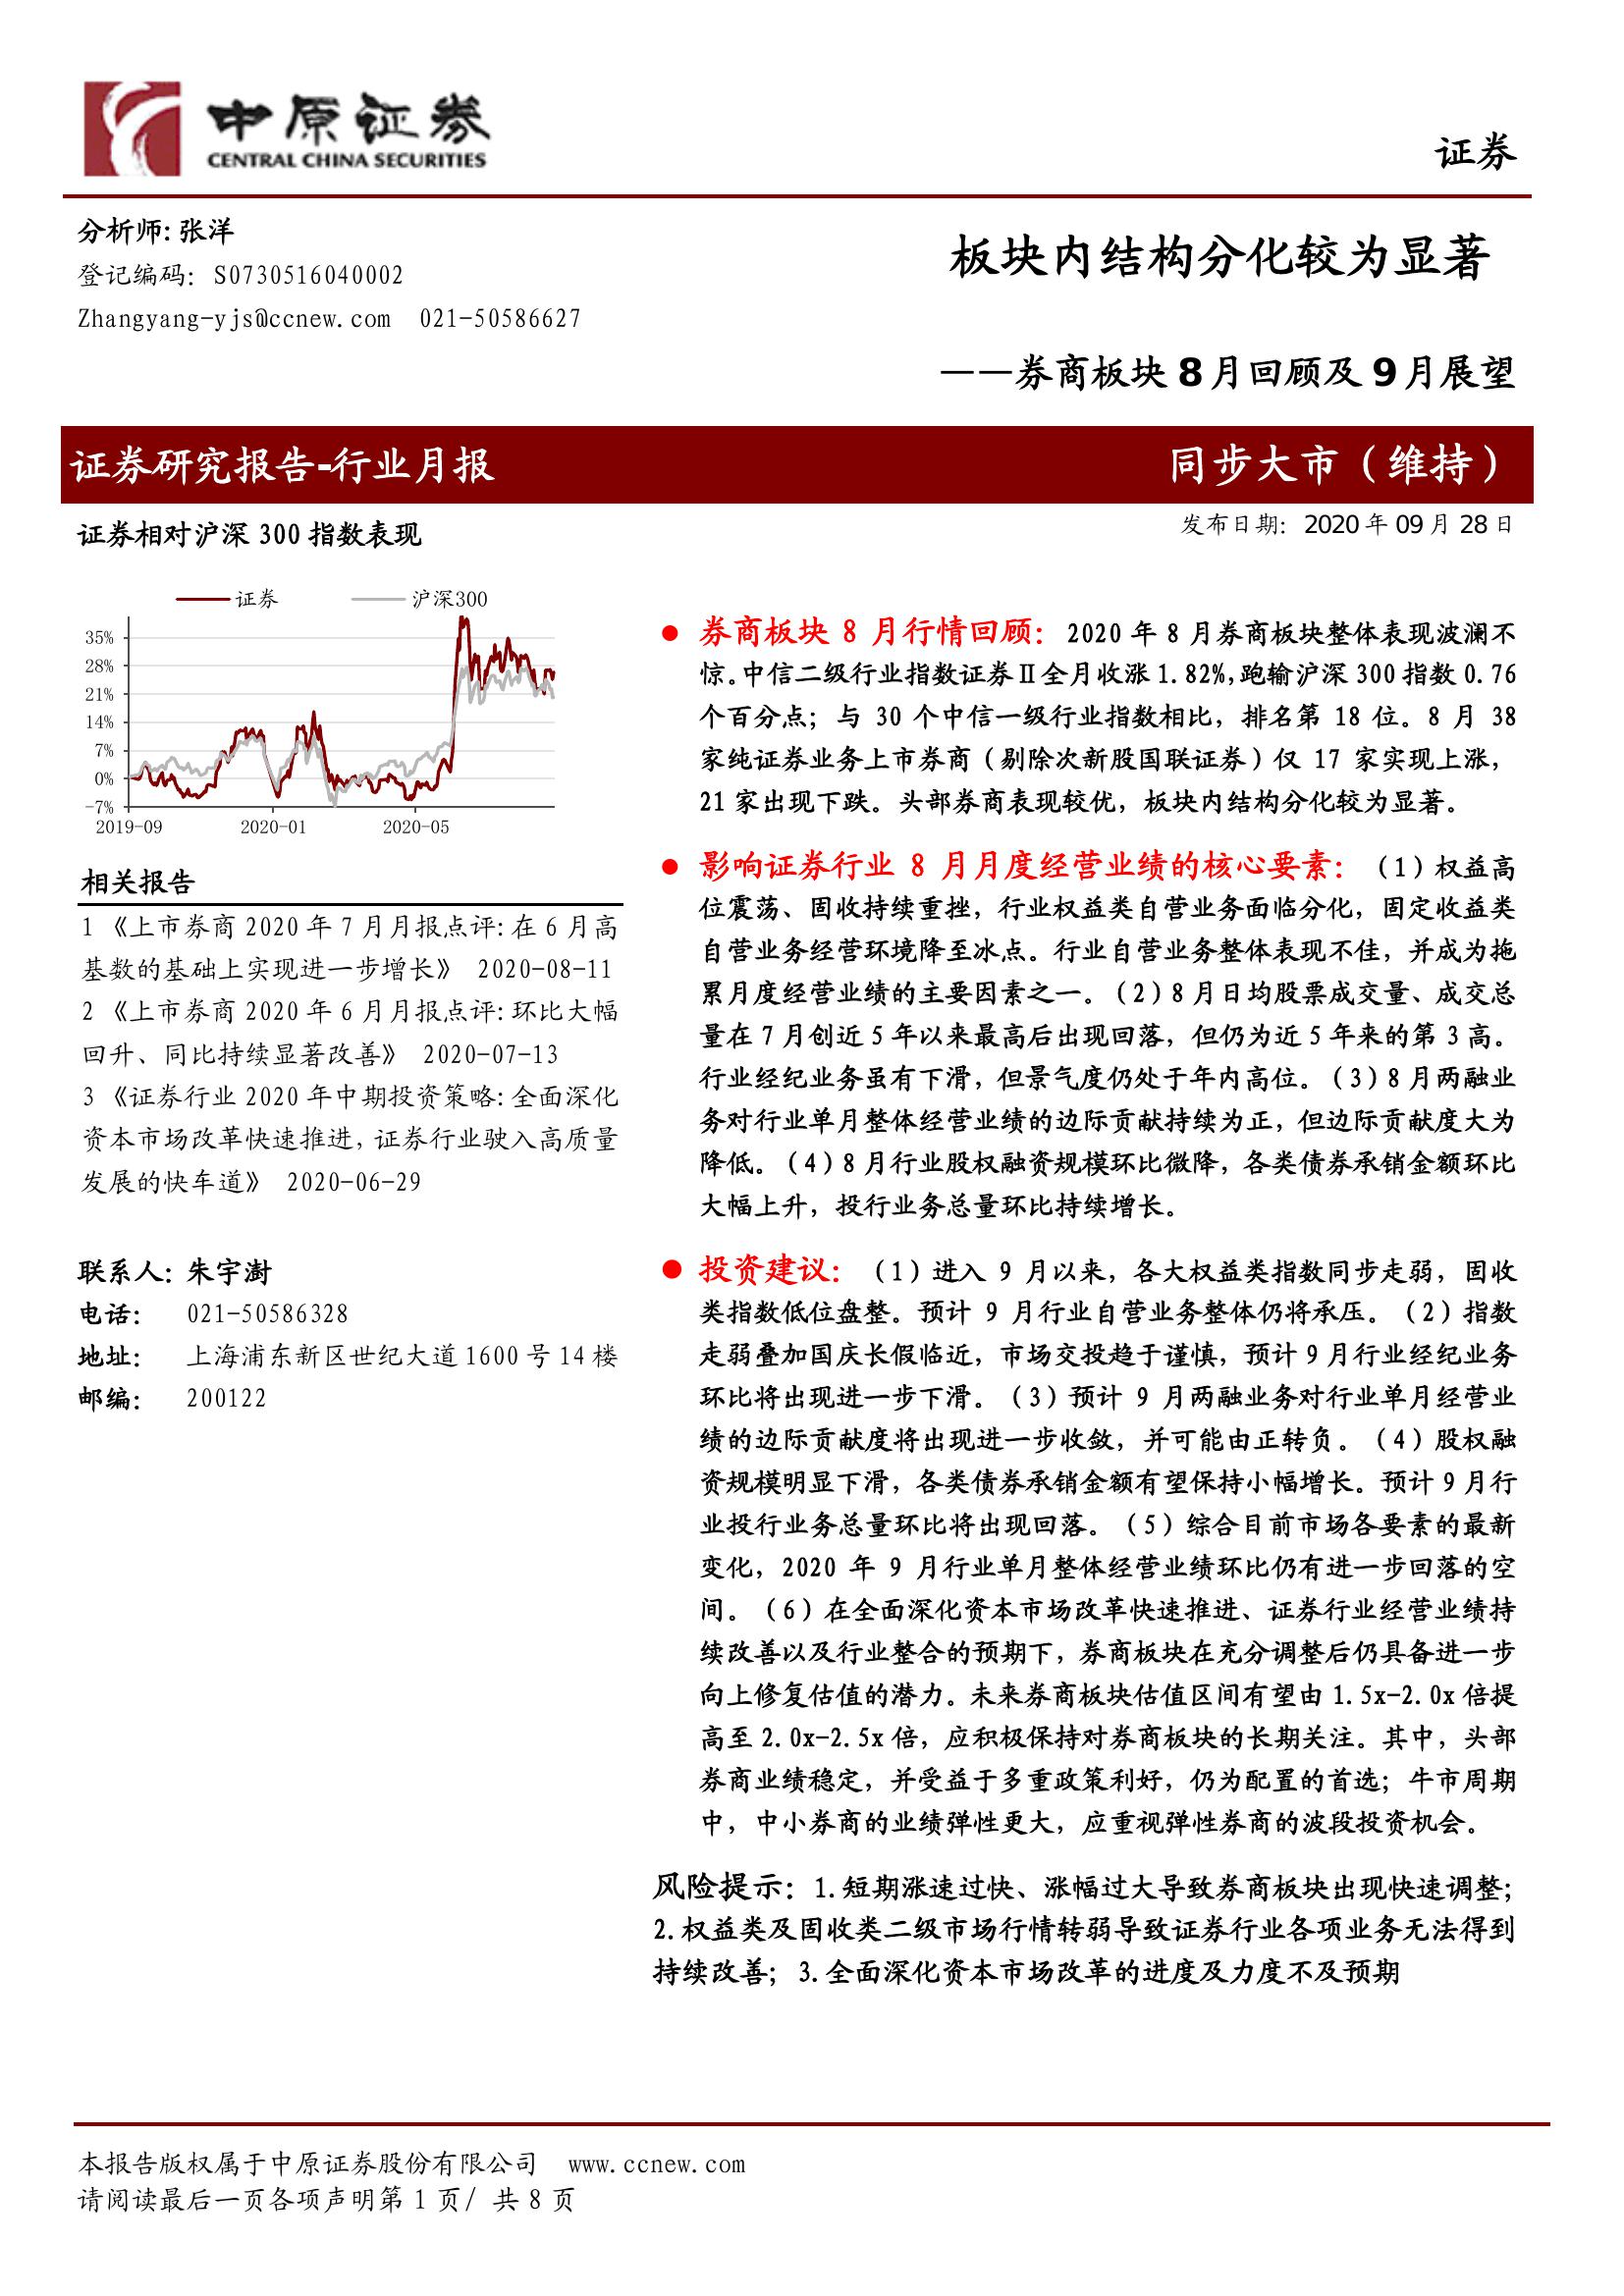 中原证券
CENTRAL CHINA SECURITIES
证券
分析师:张洋
登记编码：S0730516040002
Zhangyang-yjs@ccnew.com 021-50586627
板块内结构分化较为显著
——券商板块8月回顾及9月展望
证券研究报告-行业月报
同步大市（维持）
证券相对沪深 300 指数表现
发布日期：2020年09月28日
证券 沪深300
35%
28%
21%
14%
7%
0%
-7%
2019-09 2020-01 2020-05
相关报告
1 《上市券商 2020 年 7 月月报点评:在 6 月高
基数的基础上实现进一步增长》 2020-08-11
2 《上市券商 2020 年 6 月月报点评:环比大幅
回升、同比持续显著改善》 2020-07-13
3 《证券行业 2020 年中期投资策略:全面深化
资本市场改革快速推进，证券行业驶入高质量
发展的快车道》 2020-06-29
联系人：朱宇澍
电话： 021-50586328
地址： 上海浦东新区世纪大道 1600 号 14 楼
邮编： 200122
● 券商板块 8 月行情回顾：2020 年 8 月券商板块整体表现波澜不
惊。中信二级行业指数证券Ⅱ全月收涨 1.82%,跑输沪深 300 指数 0.76
个百分点；与 30 个中信一级行业指数相比，排名第 18 位。8 月 38
家纯证券业务上市券商（剔除次新股国联证券）仅 17 家实现上涨，
21 家出现下跌。头部券商表现较优，板块内结构分化较为显著。
● 影响证券行业 8 月月度经营业绩的核心要素：（1）权益高
位震荡、固收持续重挫，行业权益类自营业务面临分化，固定收益类
自营业务经营环境降至冰点。行业自营业务整体表现不佳，并成为拖
累月度经营业绩的主要因素之一。（2）8 月日均股票成交量、成交总
量在 7 月创近 5 年以来最高后出现回落，但仍为近 5 年来的第 3 高。
行业经纪业务虽有下滑，但景气度仍处于年内高位。（3）8 月两融业
务对行业单月整体经营业绩的边际贡献持续为正，但边际贡献度大为
降低。（4）8 月行业股权融资规模环比微降，各类债券承销金额环比
大幅上升，投行业务总量环比持续增长。
● 投资建议：（1）进入 9 月以来，各大权益类指数同步走弱，固收
类指数低位盘整。预计 9 月行业自营业务整体仍将承压。（2）指数
走弱叠加国庆长假临近，市场交投趋于谨慎，预计 9 月行业经纪业务
环比将出现进一步下滑。（3）预计 9 月两融业务对行业单月经营业
绩的边际贡献度将出现进一步收敛，并可能由正转负。（4）股权融
资规模明显下滑，各类债券承销金额有望保持小幅增长。预计 9 月行
业投行业务总量环比将出现回落。（5）综合目前市场各要素的最新
变化，2020 年 9 月行业单月整体经营业绩环比仍有进一步回落的空
间。（6）在全面深化资本市场改革快速推进、证券行业经营业绩持
续改善以及行业整合的预期下，券商板块在充分调整后仍具备进一步
向上修复估值的潜力。未来券商板块估值区间有望由 1.5x-2.0x 倍提
高至 2.0x-2.5x 倍，应积极保持对券商板块的长期关注。其中，头部
券商业绩稳定，并受益于多重政策利好，仍为配置的首选；牛市周期
中，中小券商的业绩弹性更大，应重视弹性券商的波段投资机会。
风险提示：1.短期涨速过快、涨幅过大导致券商板块出现快速调整；
2.权益类及固收类二级市场行情转弱导致证券行业各项业务无法得到
持续改善；3.全面深化资本市场改革的进度及力度不及预期
本报告版权属于中原证券股份有限公司 www.ccnew.com
请阅读最后一页各项声明第 1 页/ 共 8 页